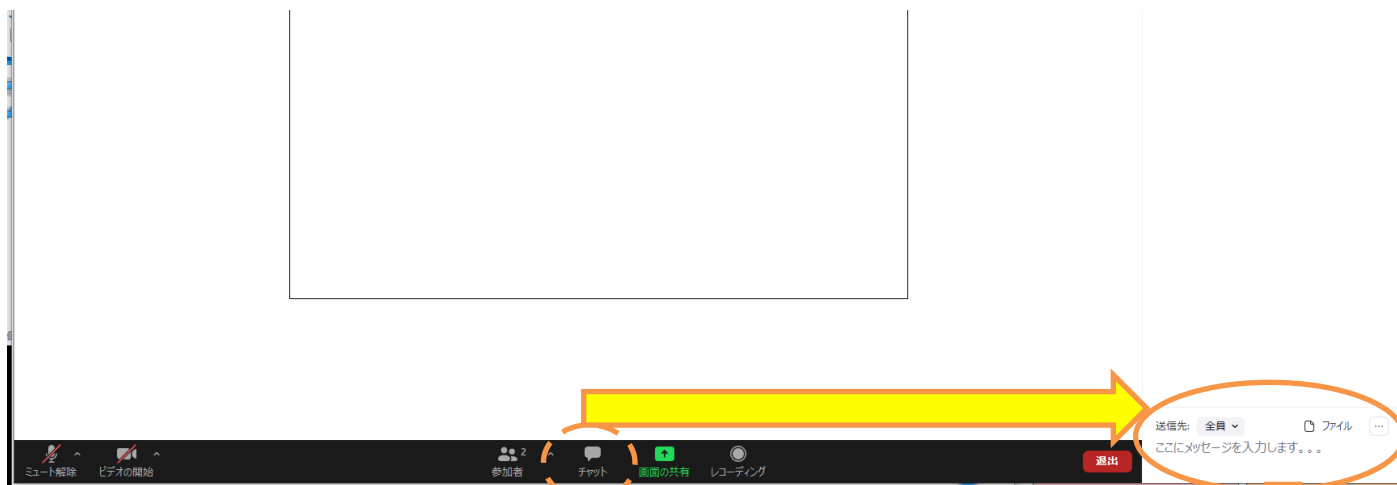 送信先: 全員 ファイル
ここにメッセージを入力します。。。
ミュート解除 ビデオの開始 参加者 2 チャット 画面の共有 レコーディング 退出